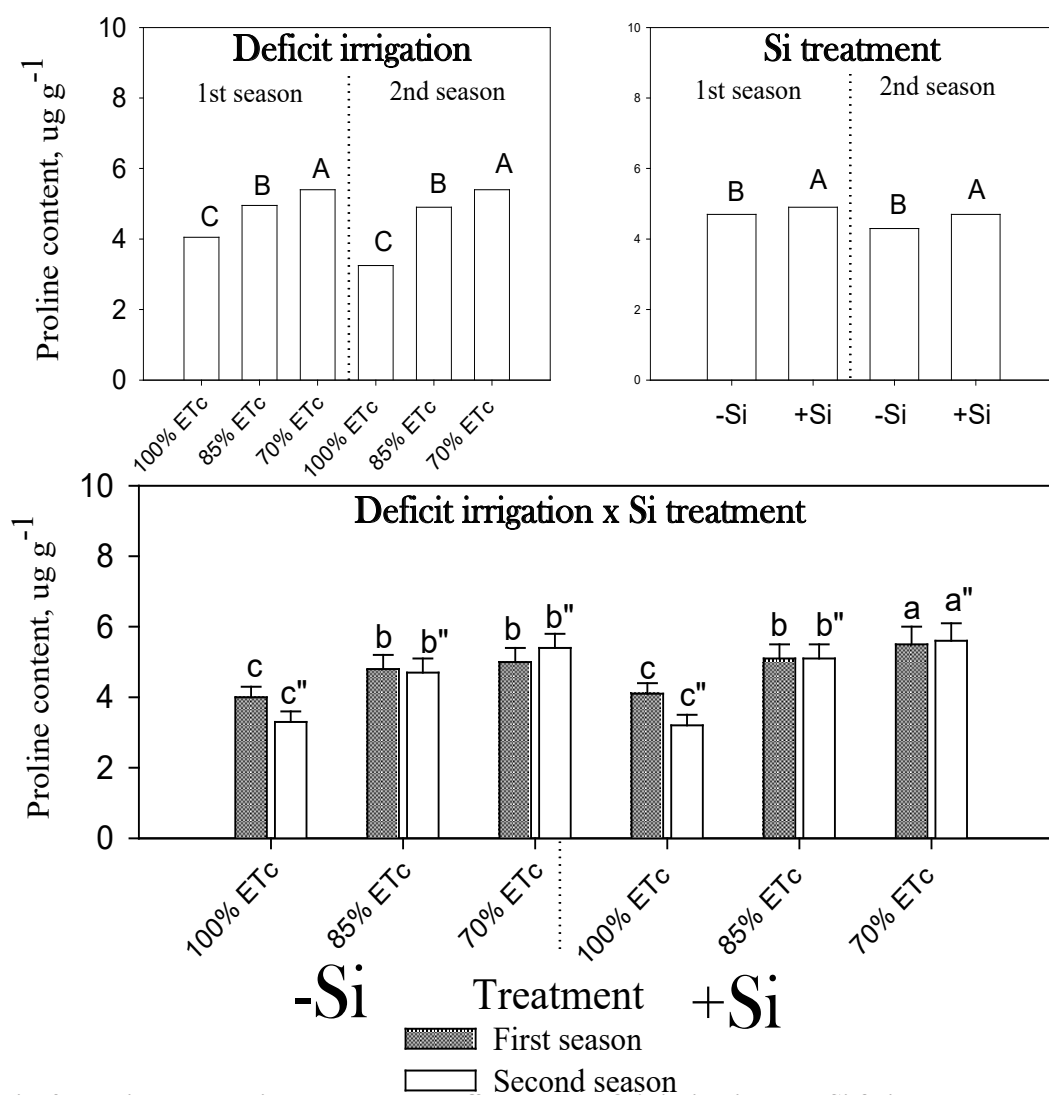 Deficit irrigation
1st season
2nd season
Proline content, ug g-1
10
8
6
4
2
0
C
B
A
C
B
A
100% ETc
85% ETc
70% ETc
100% ETc
85% ETc
70% ETc
Si treatment
1st season
2nd season
10
8
6
4
2
0
B
A
B
A
-Si
+Si
-Si
+Si
Deficit irrigation x Si treatment
Proline content, ug g-1
10
8
6
4
2
0
c
c"
b
b"
b
b"
c
c"
b
b"
a
a"
100% ETc
85% ETc
70% ETc
100% ETc
85% ETc
70% ETc
-Si
Treatment
+Si
First season
Second season